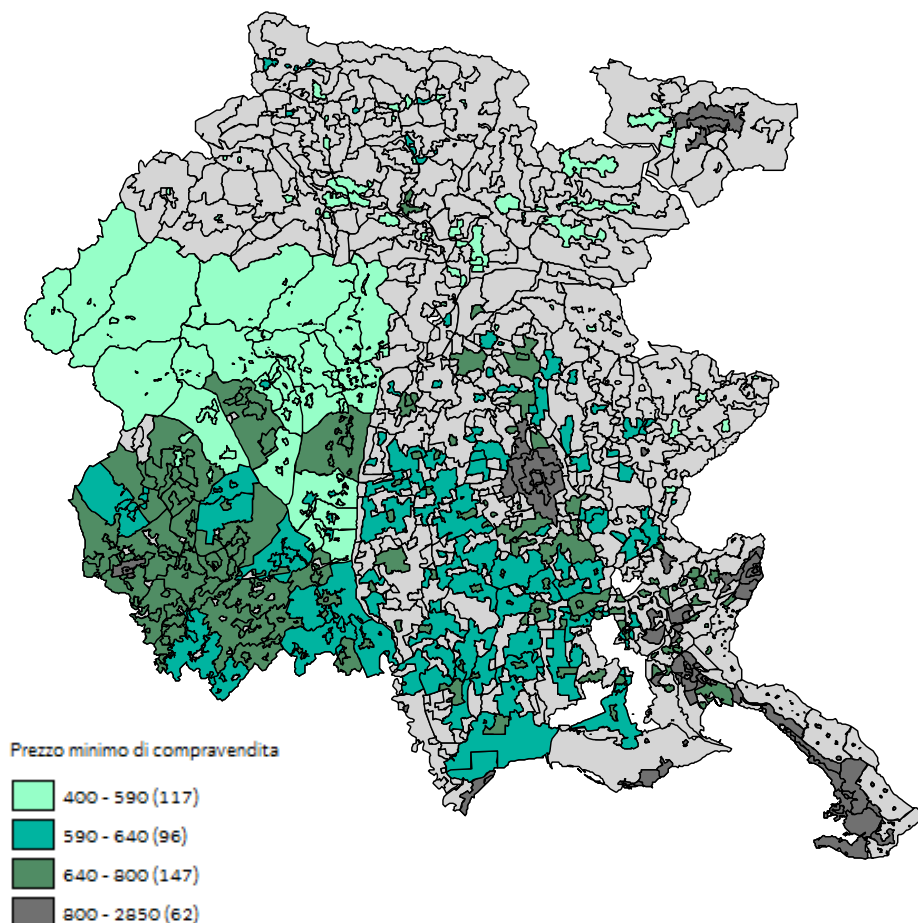 Prezzo minimo di compravendita
400 - 590 (117)
590 - 640 (96)
640 - 800 (147)
800 - 2850 (62)